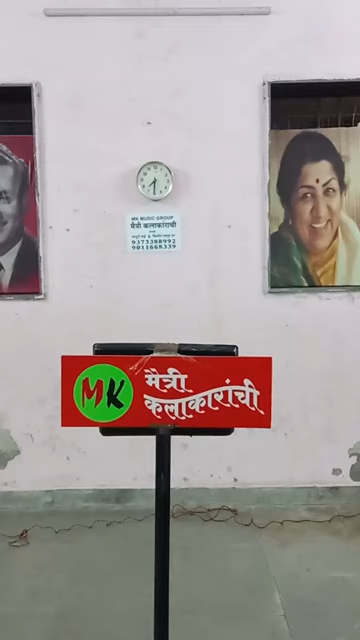 MK MUSIC GROUP
मैत्री कलाकारांची
9373388992
9011668339
MK
मैत्री
कलाकारांची